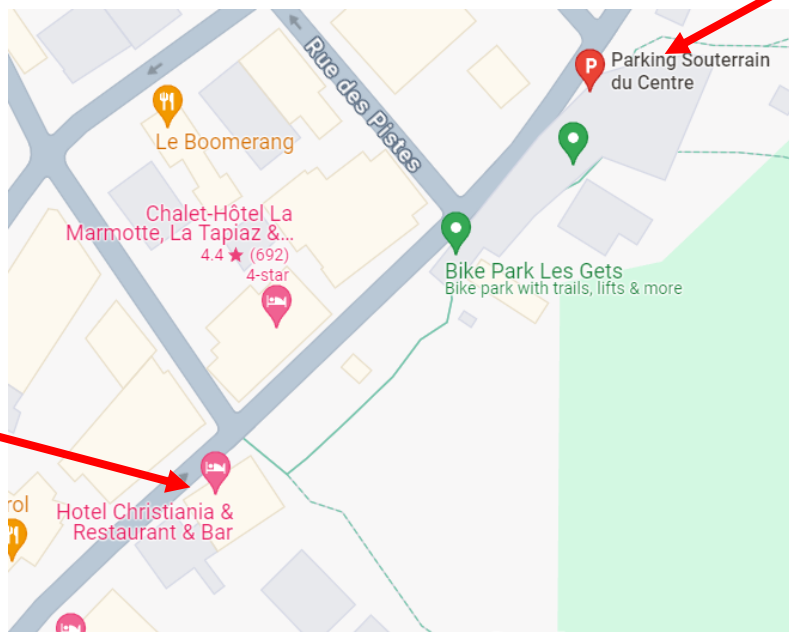 Rue des Pistes
P
Parking Souterrain
du Centre
Le Boomerang
Chalet-Hôtel La
Marmotte, La Tapiaz &...
4.4 ★ (692)
4-star
Bike Park Les Gets
Bike park with trails, lifts & more
rol
Hotel Christiania &
Restaurant & Bar